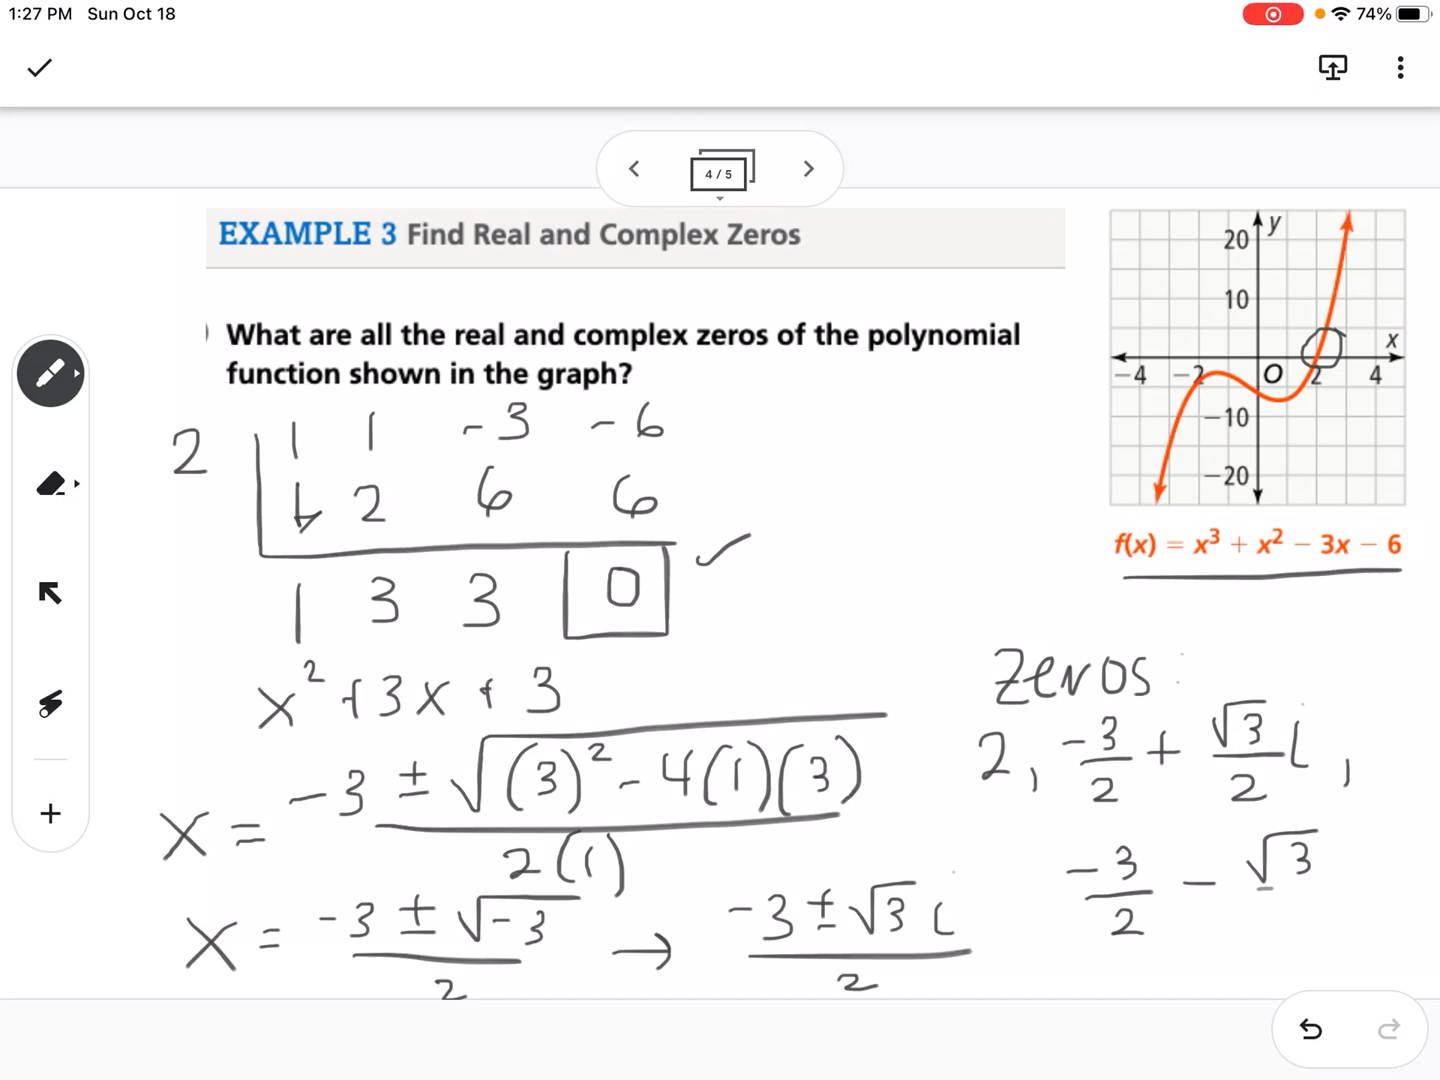 1:27 PM Sun Oct 18
74%
4 / 5
EXAMPLE 3 Find Real and Complex Zeros
What are all the real and complex zeros of the polynomial
function shown in the graph?
y
20
10
x
-4 -2 O 2 4
-10
-20
f(x) = x³ + x² − 3x − 6
2 | 1 1 -3 -6
↓ 2 6 6
1 3 3 0 ✓
x² + 3x + 3
x = -3 ± √(3)² - 4(1)(3) / 2(1)
x = -3 ± √-3 / 2 → -3 ± √3 i / 2
Zeros:
2, -3/2 + √3/2 i,
-3/2 - √3